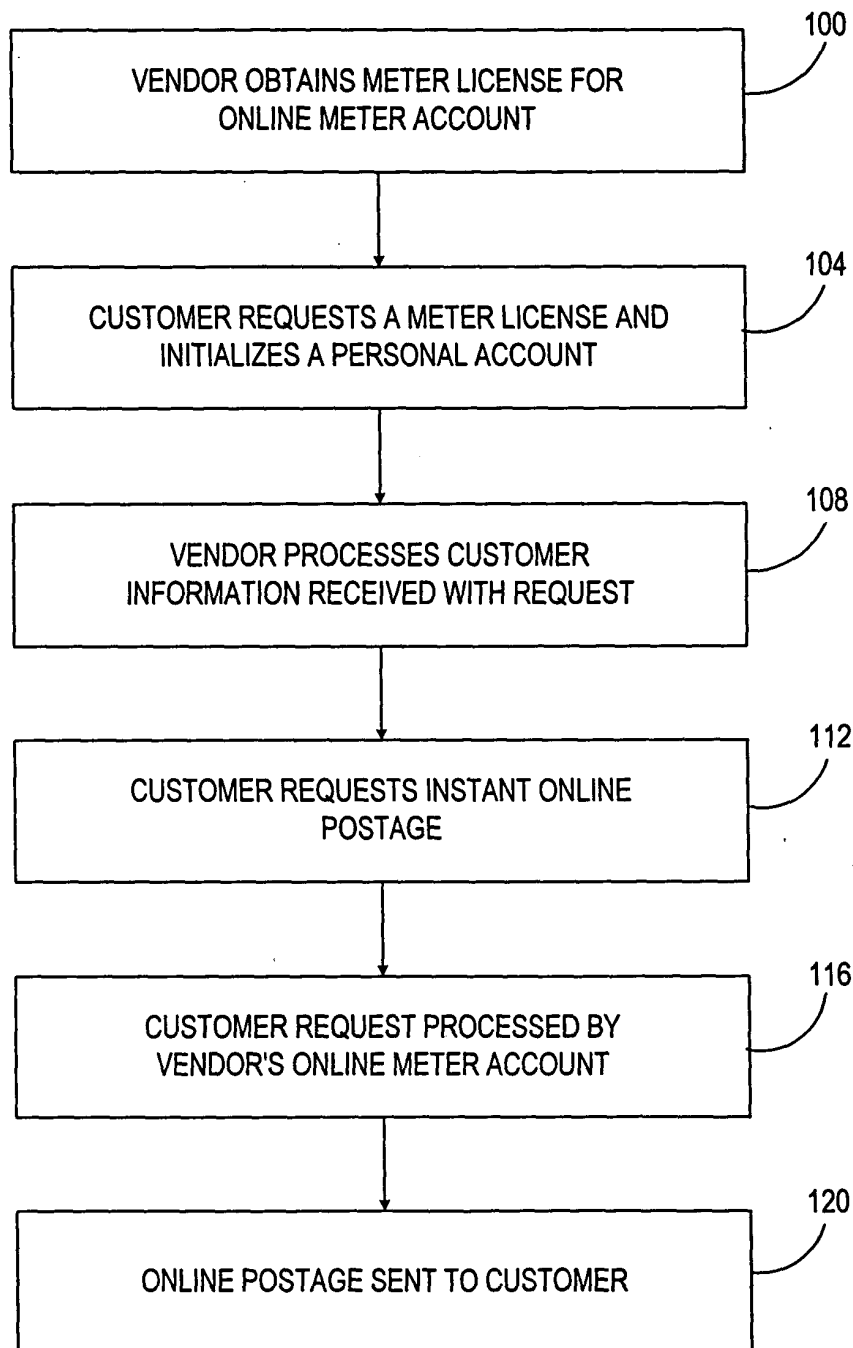 100
VENDOR OBTAINS METER LICENSE FOR
ONLINE METER ACCOUNT
104
CUSTOMER REQUESTS A METER LICENSE AND
INITIALIZES A PERSONAL ACCOUNT
108
VENDOR PROCESSES CUSTOMER
INFORMATION RECEIVED WITH REQUEST
112
CUSTOMER REQUESTS INSTANT ONLINE
POSTAGE
116
CUSTOMER REQUEST PROCESSED BY
VENDOR'S ONLINE METER ACCOUNT
120
ONLINE POSTAGE SENT TO CUSTOMER